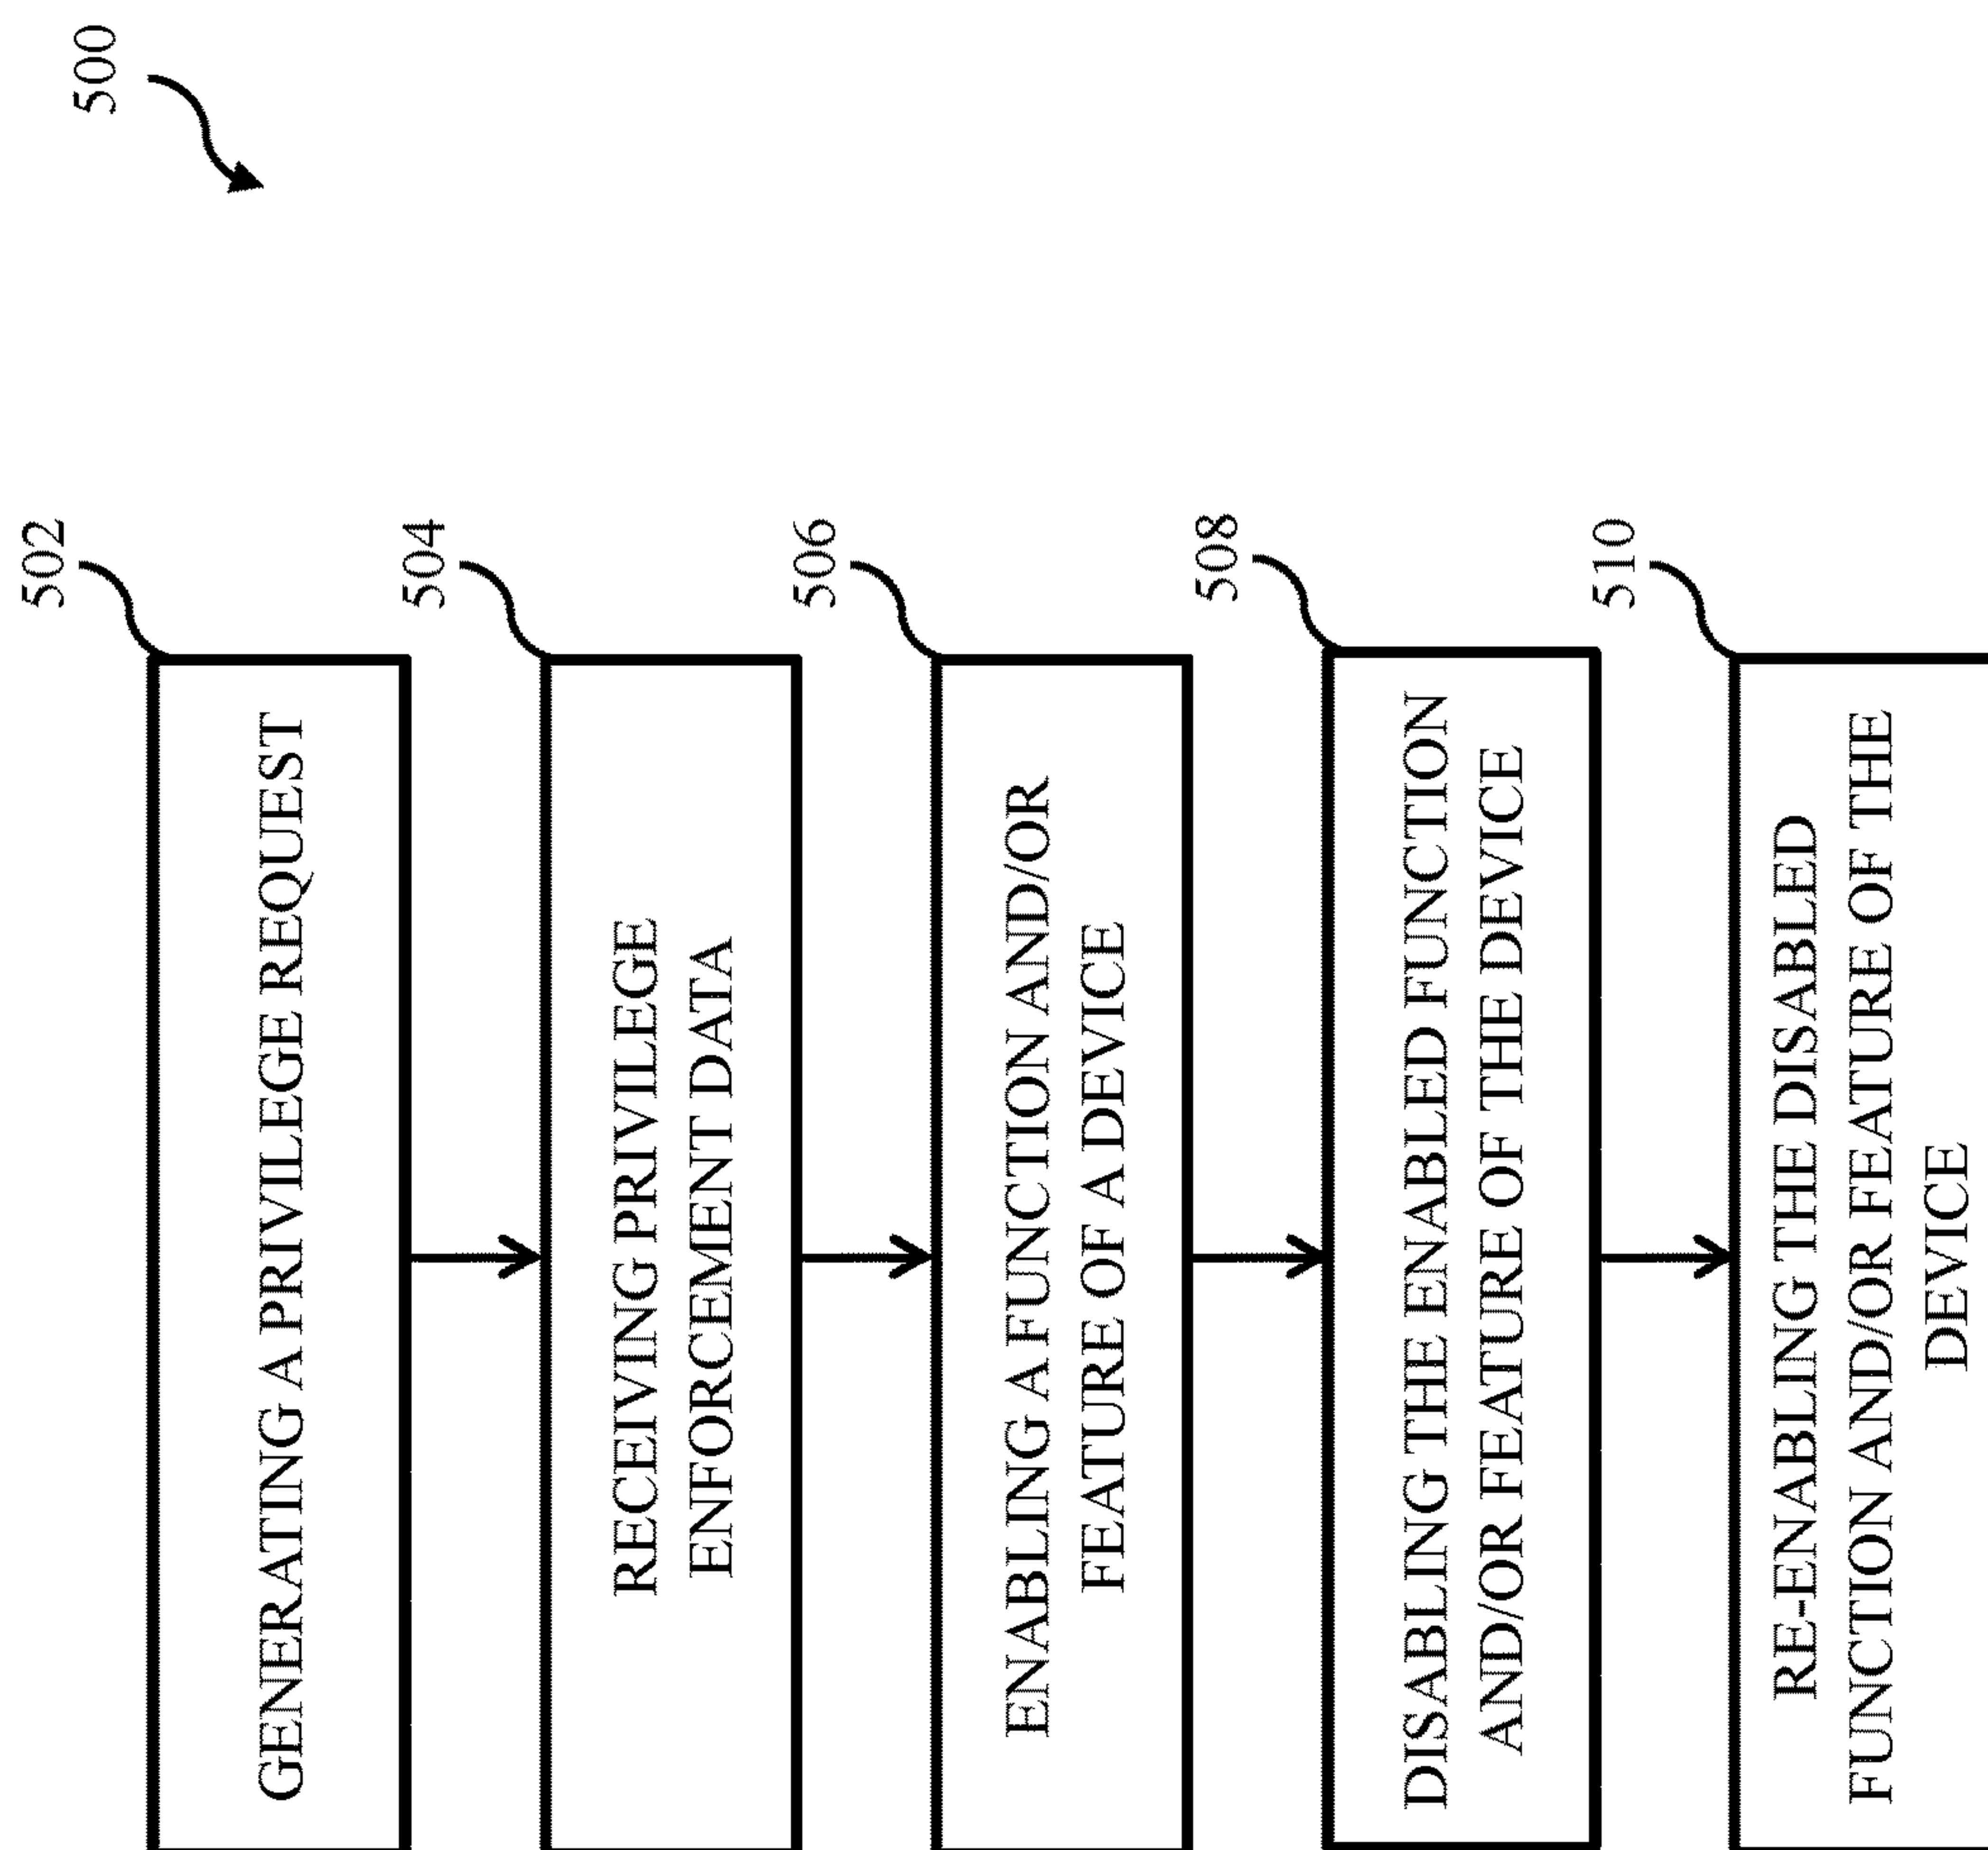 500
502
GENERATING A PRIVILEGE REQUEST
504
RECEIVING PRIVILEGE
ENFORCEMENT DATA
506
ENABLING A FUNCTION AND/OR
FEATURE OF A DEVICE
508
DISABLING THE ENABLED FUNCTION
AND/OR FEATURE OF THE DEVICE
510
RE-ENABLING THE DISABLED
FUNCTION AND/OR FEATURE OF THE
DEVICE